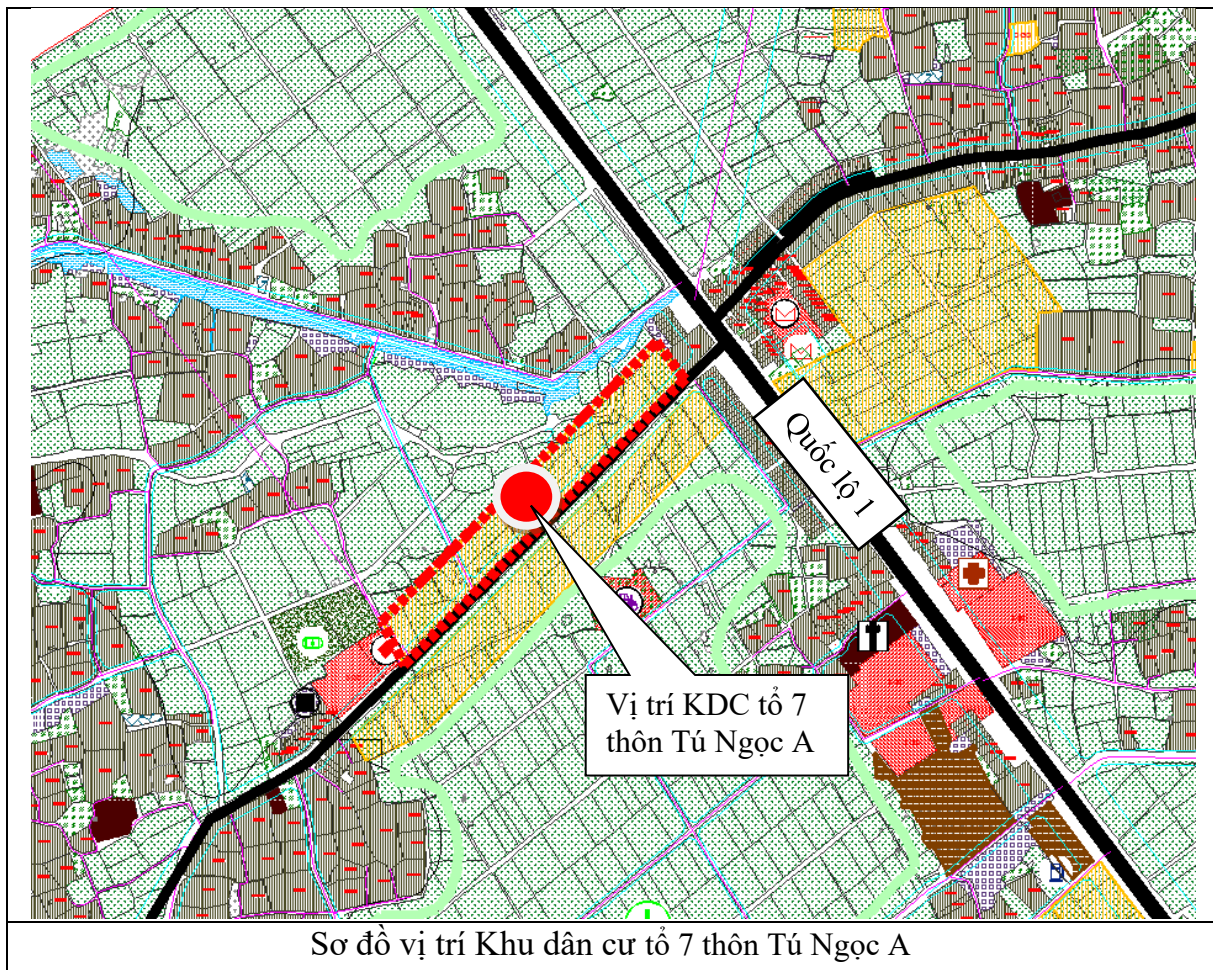 Quốc lộ 1
Vị trí KDC tổ 7
thôn Tú Ngọc A
Sơ đồ vị trí Khu dân cư tổ 7 thôn Tú Ngọc A